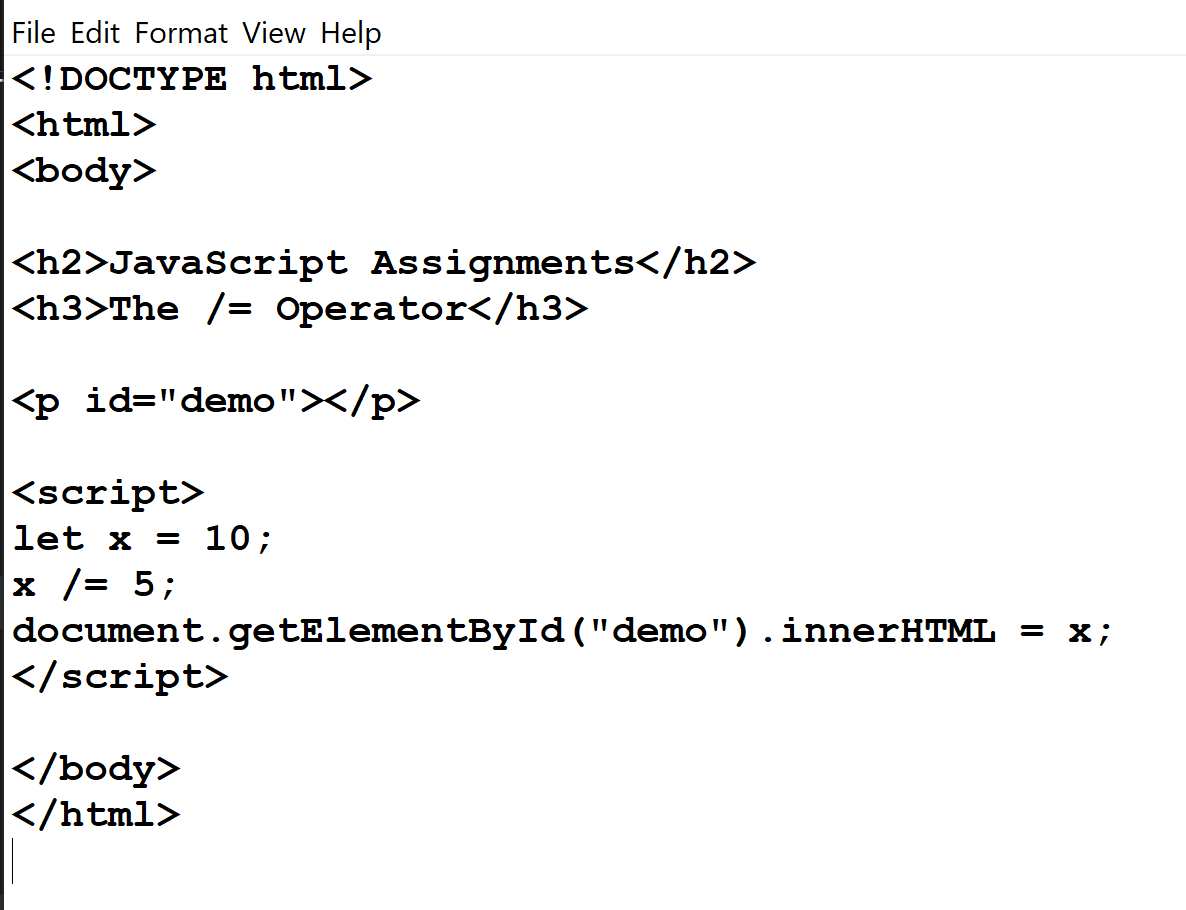 File Edit Format View Help
<!DOCTYPE html>
<html>
<body>
<h2>JavaScript Assignments</h2>
<h3>The /= Operator</h3>
<p id="demo"></p>
<script>
let x = 10;
x /= 5;
document.getElementById("demo").innerHTML = x;
</script>
</body>
</html>